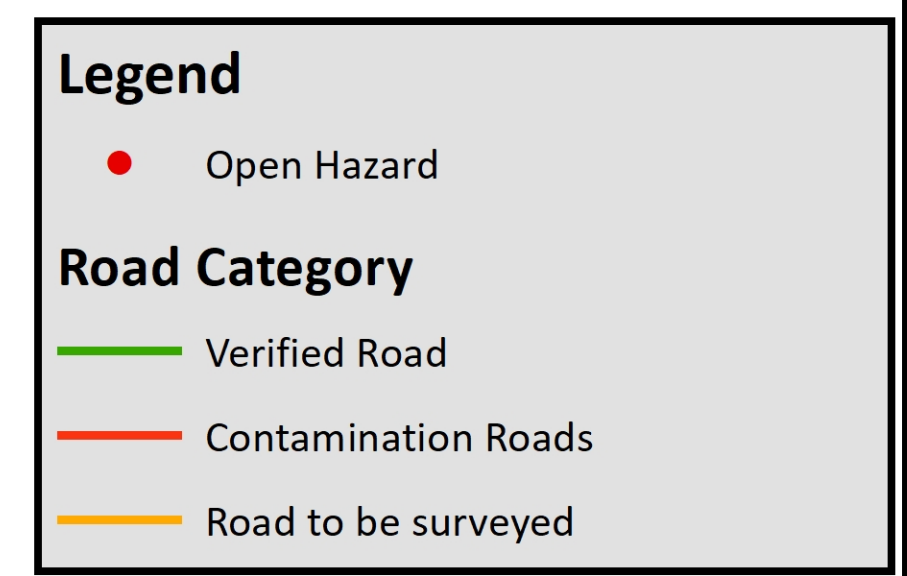 Legend
Open Hazard
Road Category
Verified Road
Contamination Roads
Road to be surveyed